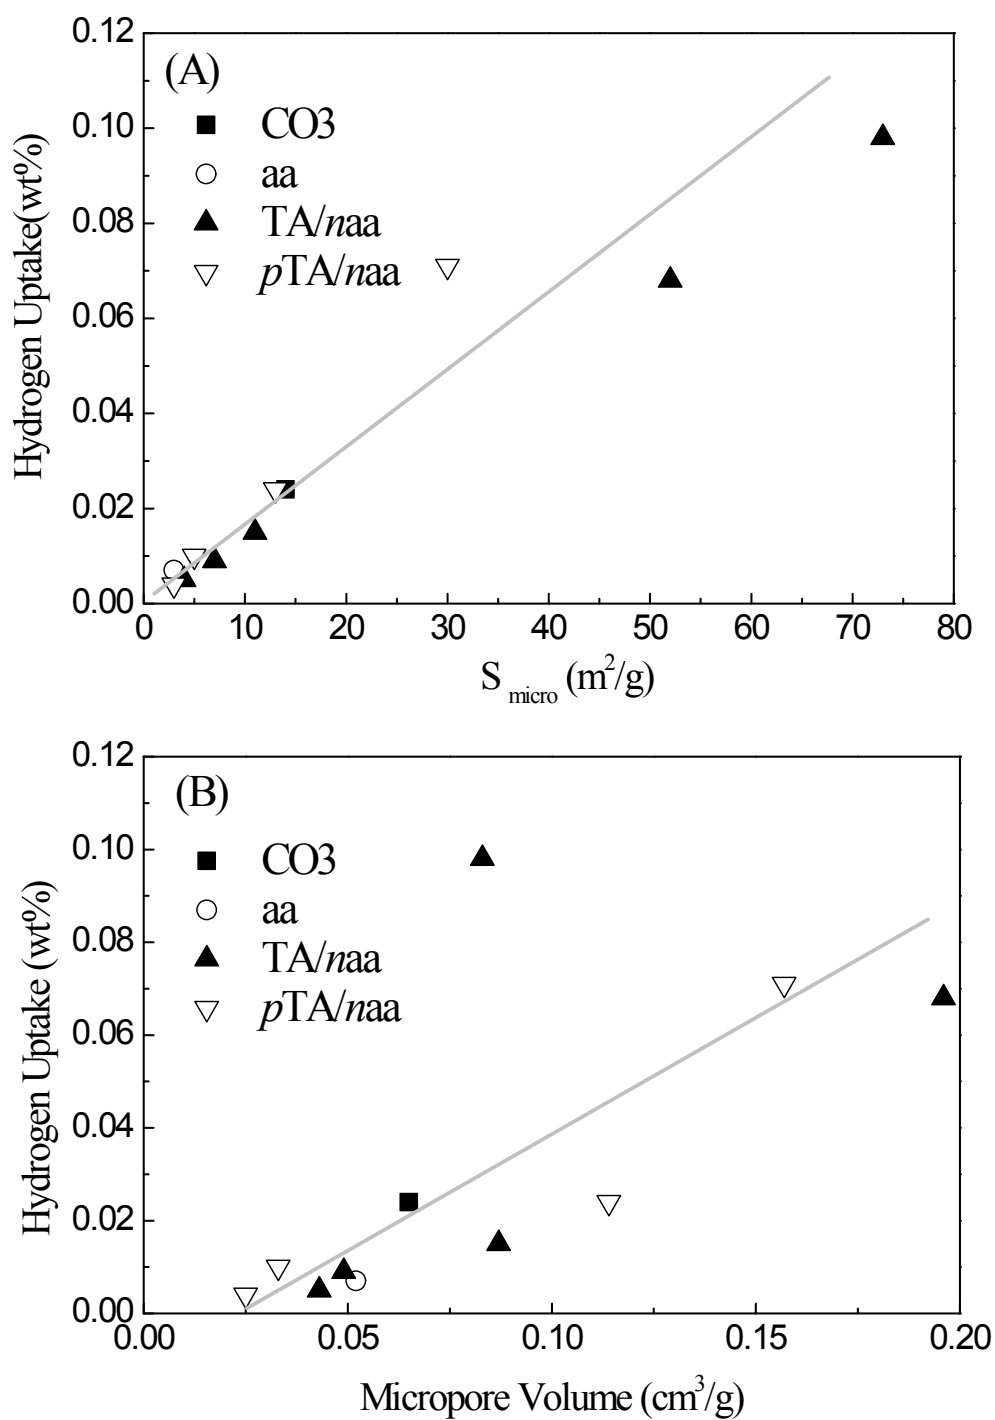 (A)
CO3
aa
TA/naa
pTA/naa
Hydrogen Uptake(wt%)
0.12
0.10
0.08
0.06
0.04
0.02
0.00
0 10 20 30 40 50 60 70 80
S micro (m²/g)
(B)
CO3
aa
TA/naa
pTA/naa
Hydrogen Uptake (wt%)
0.12
0.10
0.08
0.06
0.04
0.02
0.00
0.00 0.05 0.10 0.15 0.20
Micropore Volume (cm³/g)